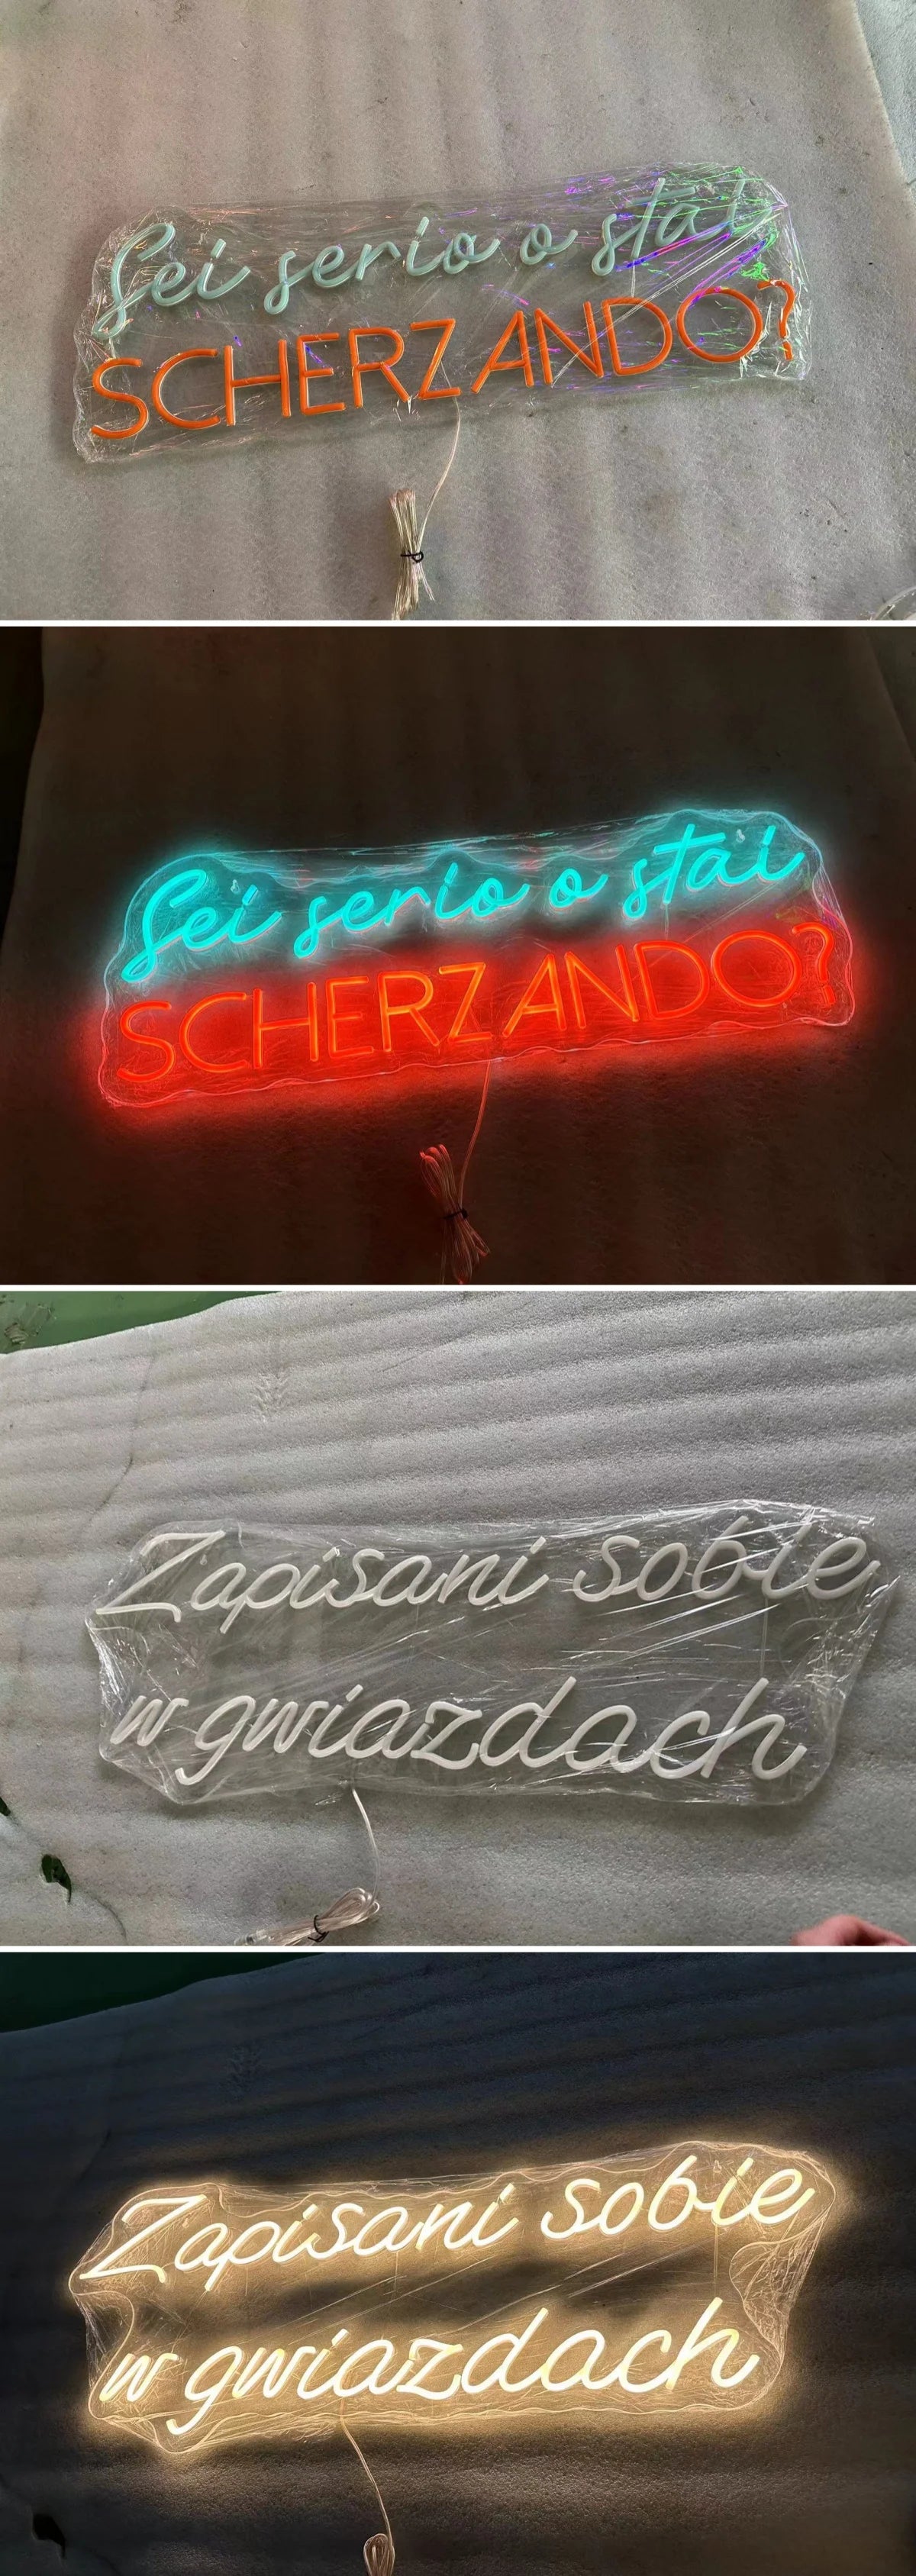 Sei serio o stai
SCHERZANDO?
Sei serio o stai
SCHERZANDO?
Zapisani sobie
w gwiazdach
Zapisani sobie
w gwiazdach